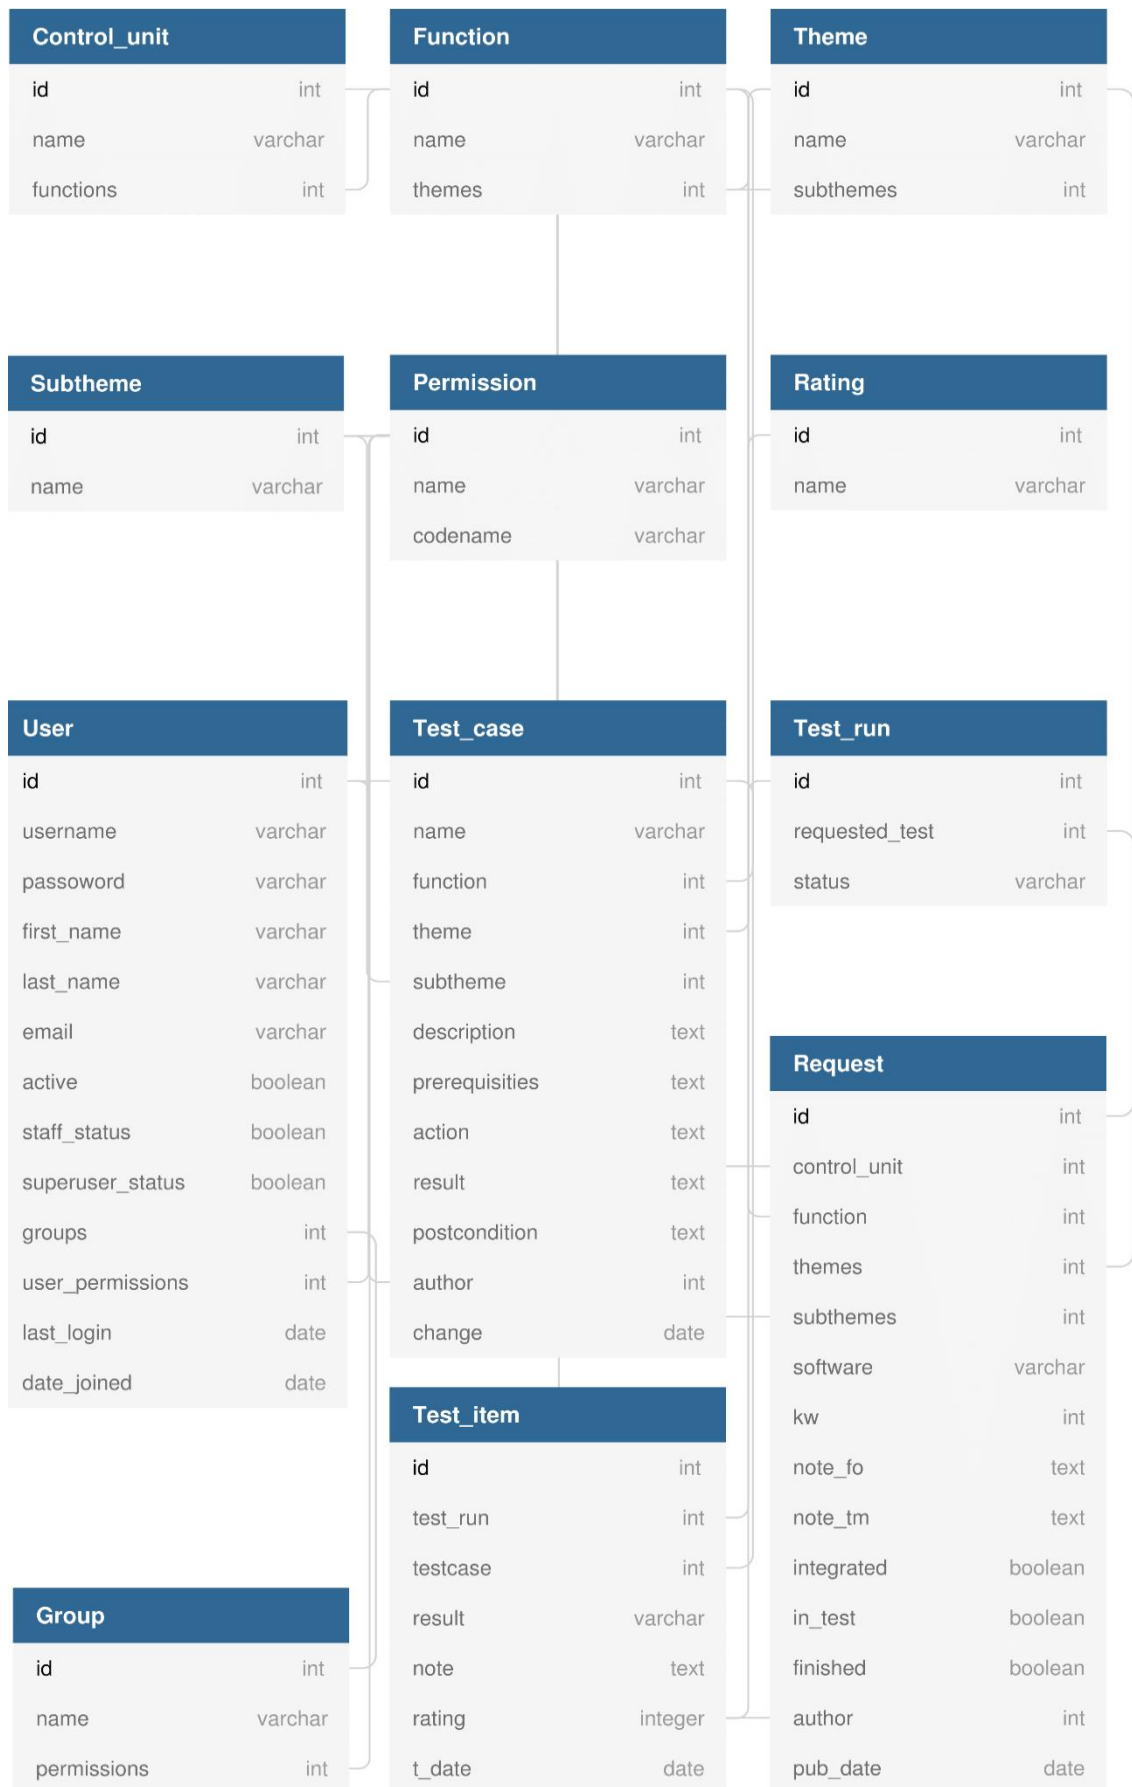 Control_unit
id int
name varchar
functions int
Function
id int
name varchar
themes int
Theme
id int
name varchar
subthemes int
Subtheme
id int
name varchar
Permission
id int
name varchar
codename varchar
Rating
id int
name varchar
User
id int
username varchar
passoword varchar
first_name varchar
last_name varchar
email varchar
active boolean
staff_status boolean
superuser_status boolean
groups int
user_permissions int
last_login date
date_joined date
Test_case
id int
name varchar
function int
theme int
subtheme int
description text
prerequisities text
action text
result text
postcondition text
author int
change date
Test_run
id int
requested_test int
status varchar
Request
id int
control_unit int
function int
themes int
subthemes int
software varchar
kw int
note_fo text
note_tm text
integrated boolean
in_test boolean
finished boolean
author int
pub_date date
Test_item
id int
test_run int
testcase int
result varchar
note text
rating integer
t_date date
Group
id int
name varchar
permissions int